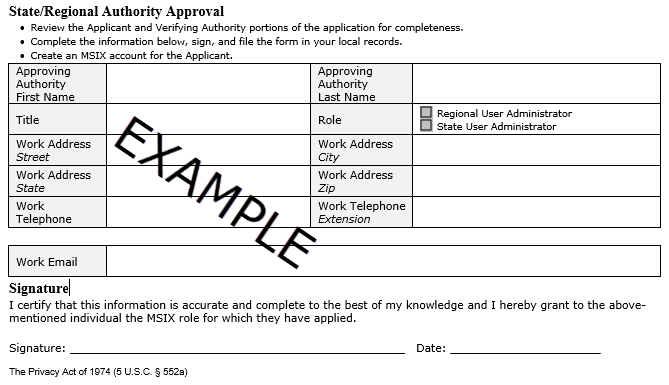 State/Regional Authority Approval
• Review the Applicant and Verifying Authority portions of the application for completeness.
• Complete the information below, sign, and file the form in your local records.
• Create an MSIX account for the Applicant.
Approving
Authority
First Name
Approving
Authority
Last Name
Title
Role
Regional User Administrator
State User Administrator
Work Address
Street
Work Address
City
Work Address
State
Work Address
Zip
Work
Telephone
Work Telephone
Extension
EXAMPLE
Work Email
Signature
I certify that this information is accurate and complete to the best of my knowledge and I hereby grant to the above-
mentioned individual the MSIX role for which they have applied.
Signature: Date:
The Privacy Act of 1974 (5 U.S.C. § 552a)